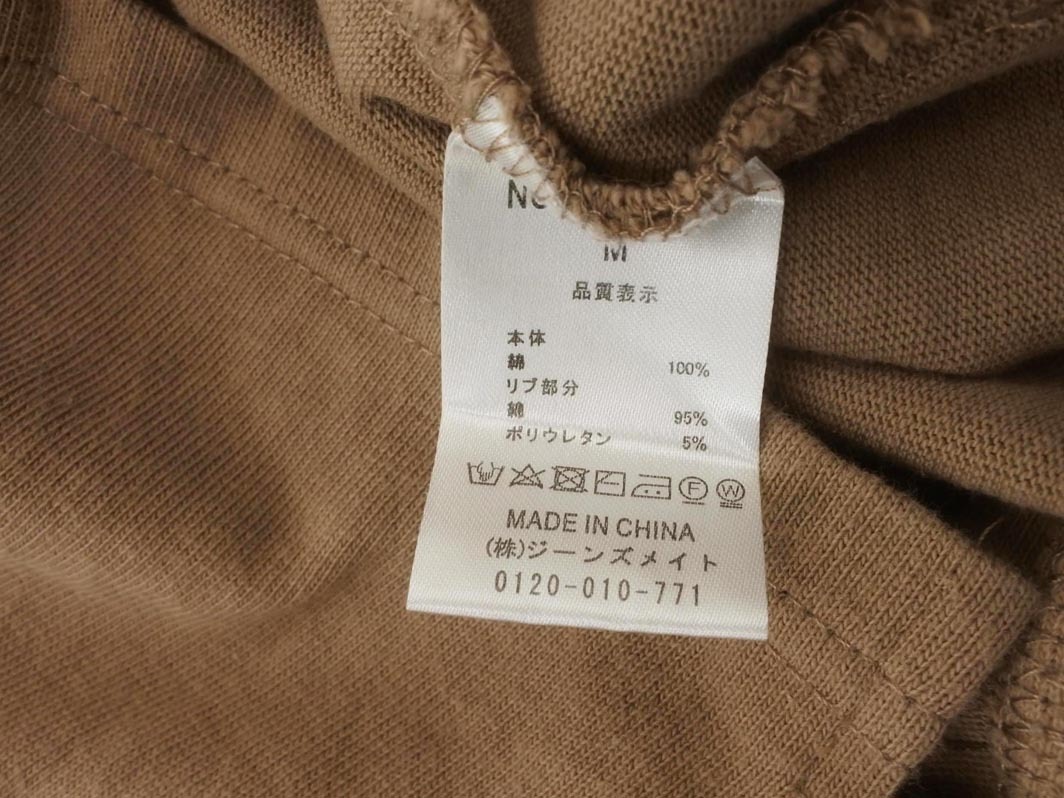 M
品質表示
本体
綿 100%
リブ部分
綿 95%
ポリウレタン 5%
F W
MADE IN CHINA
(株)ジーンズメイト
0120-010-771